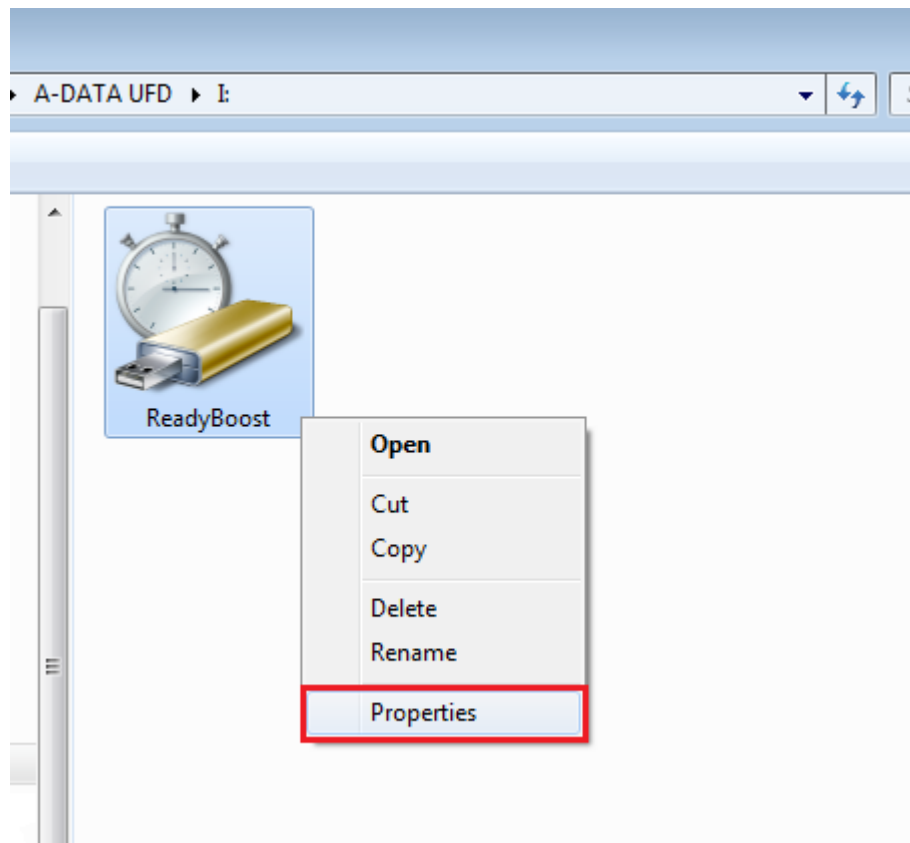 A-DATA UFD I:
ReadyBoost
Open
Cut
Copy
Delete
Rename
Properties